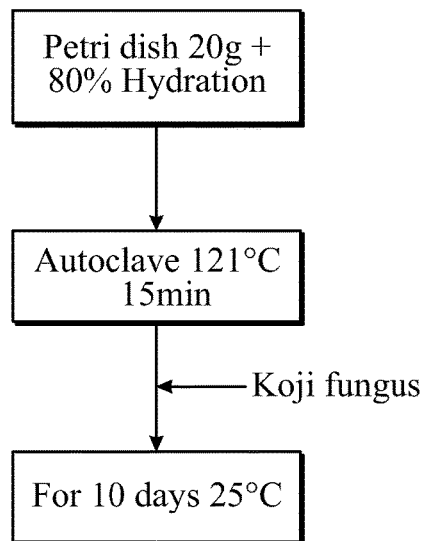 Petri dish 20g +
80% Hydration
Autoclave 121°C
15min
Koji fungus
For 10 days 25°C